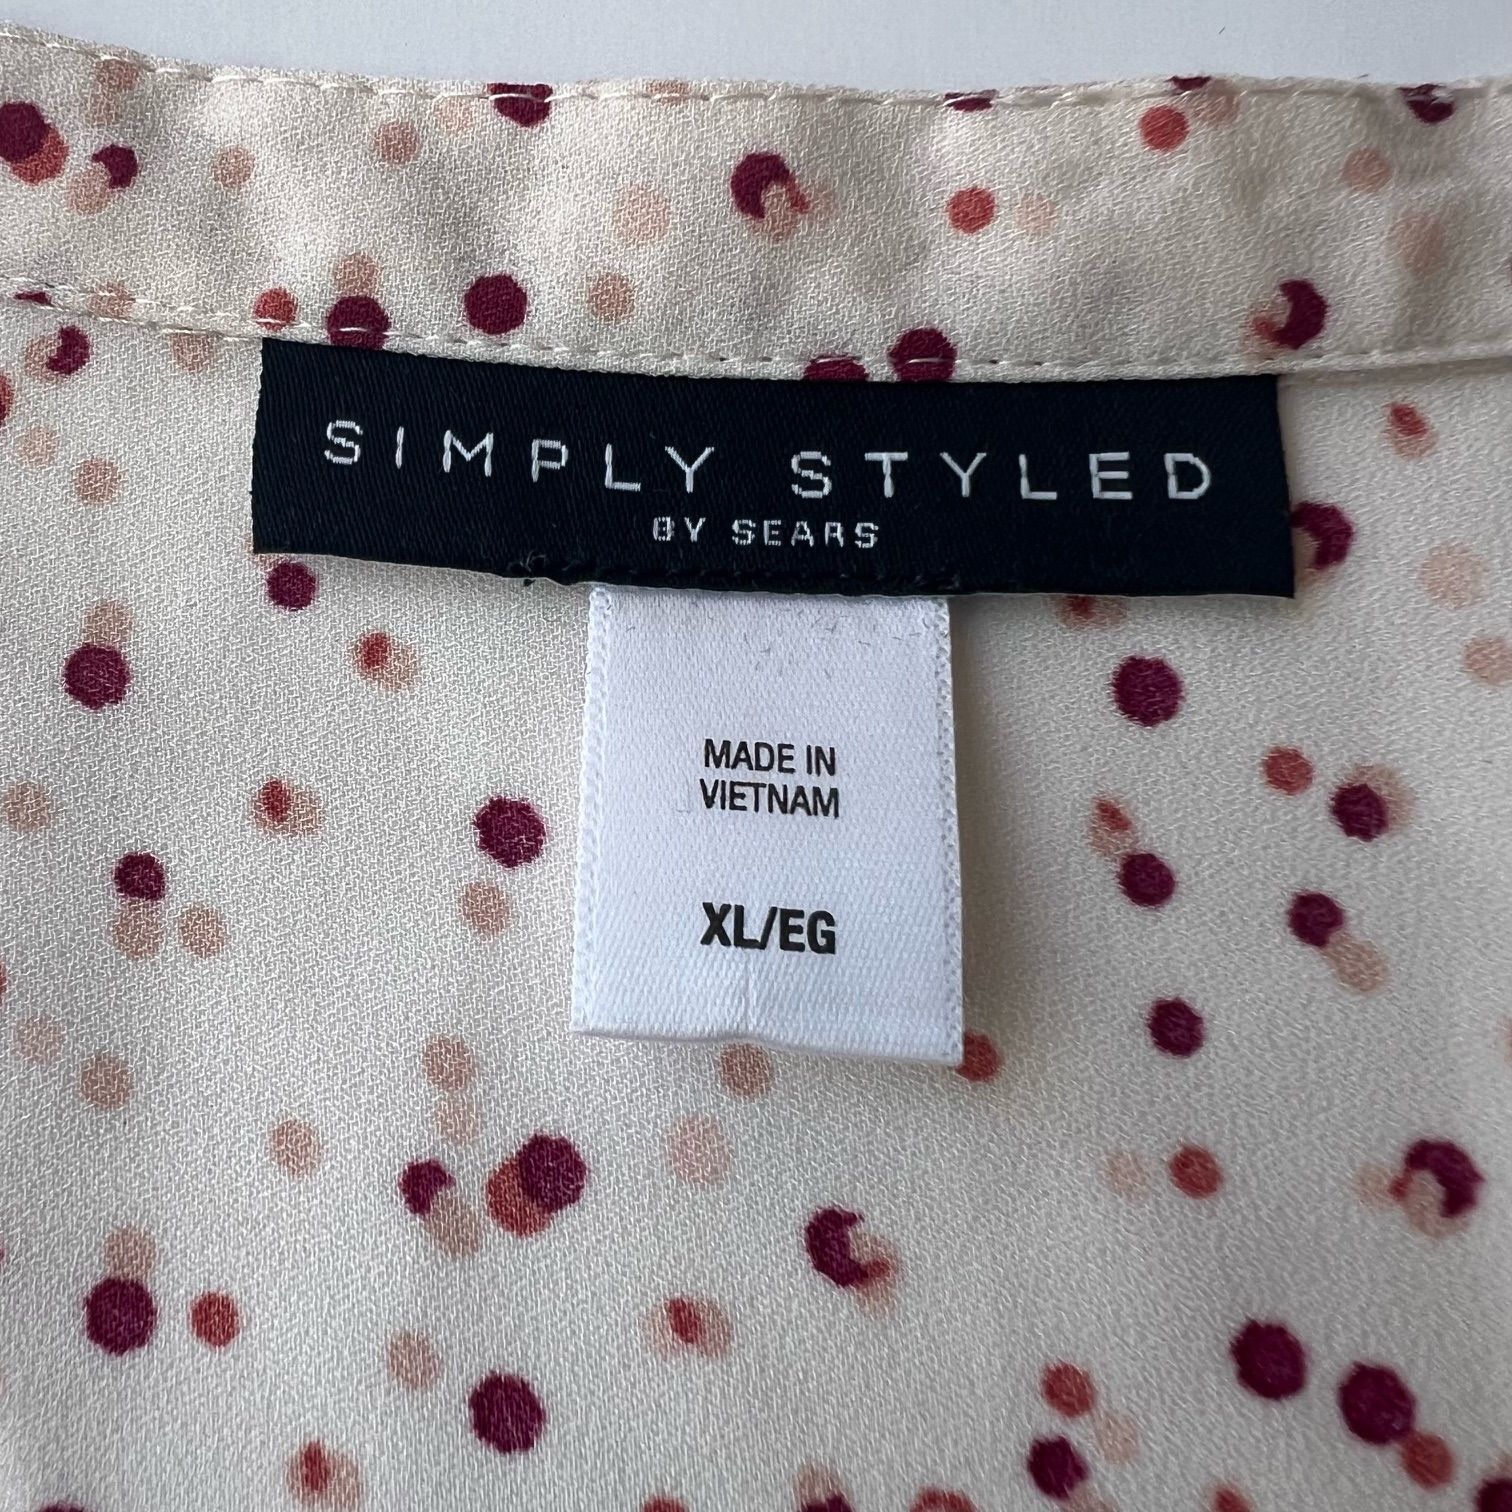 SIMPLY STYLED
BY SEARS
MADE IN
VIETNAM
XL/EG